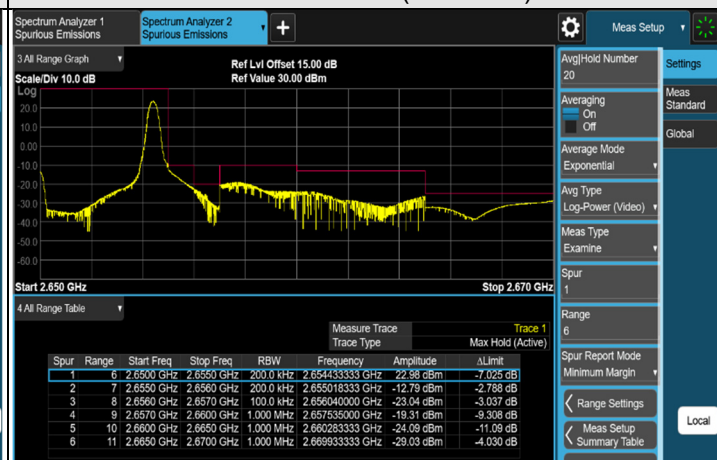 Spectrum Analyzer 1
Spurious Emissions
Spectrum Analyzer 2
Spurious Emissions
Meas Setup
3 All Range Graph
Ref Lvl Offset 15.00 dB
Scale/Div 10.0 dB
Ref Value 30.00 dBm
Log
20.0
10.0
0.00
-10.0
-20.0
-30.0
-40.0
-50.0
-60.0
Start 2.650 GHz
Stop 2.670 GHz
4 All Range Table
Measure Trace Trace 1
Trace Type Max Hold (Active)
Spur Range Start Freq Stop Freq RBW Frequency Amplitude ΔLimit
1 6 2.6500 GHz 2.6550 GHz 200.0 kHz 2.654433333 GHz 22.98 dBm -7.025 dB
2 7 2.6550 GHz 2.6560 GHz 200.0 kHz 2.655018333 GHz -12.79 dBm -2.788 dB
3 8 2.6560 GHz 2.6570 GHz 100.0 kHz 2.656040000 GHz -23.04 dBm -3.037 dB
4 9 2.6570 GHz 2.6600 GHz 1.000 MHz 2.657535000 GHz -19.31 dBm -9.308 dB
5 10 2.6600 GHz 2.6650 GHz 1.000 MHz 2.660283333 GHz -24.09 dBm -11.09 dB
6 11 2.6650 GHz 2.6700 GHz 1.000 MHz 2.669933333 GHz -29.03 dBm -4.030 dB
Avg|Hold Number
20
Averaging
On
Off
Average Mode
Exponential
Avg Type
Log-Power (Video)
Meas Type
Examine
Spur
1
Range
6
Spur Report Mode
Minimum Margin
Range Settings
Meas Setup
Summary Table
Settings
Meas
Standard
Global
Local